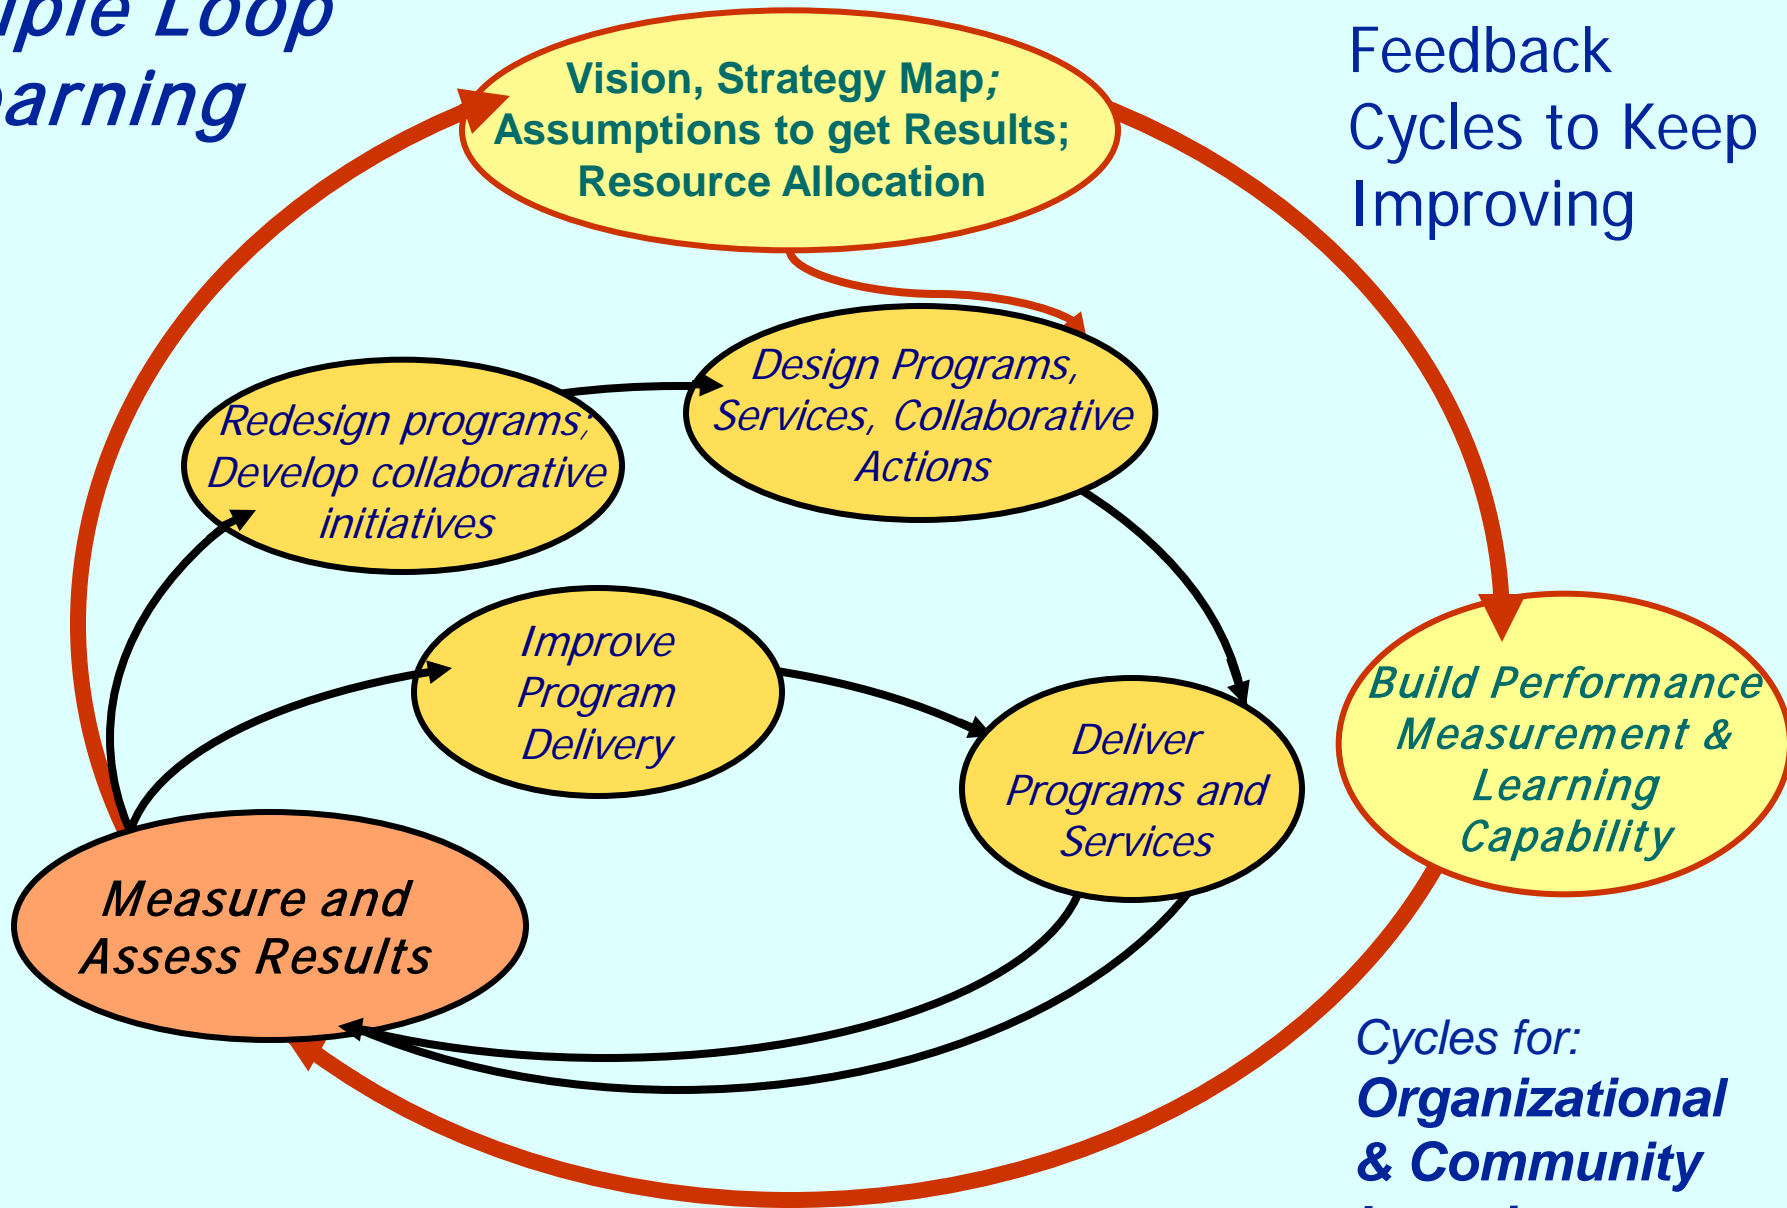 Loop
Feedback
Cycles to Keep
Improving
Vision, Strategy Map;
Assumptions to get Results;
Resource Allocation
Design Programs,
Services, Collaborative
Actions
Redesign programs;
Develop collaborative
initiatives
Improve
Program
Delivery
Deliver
Programs and
Services
Build Performance
Measurement &
Learning
Capability
Measure and
Assess Results
Cycles for:
Organizational
& Community